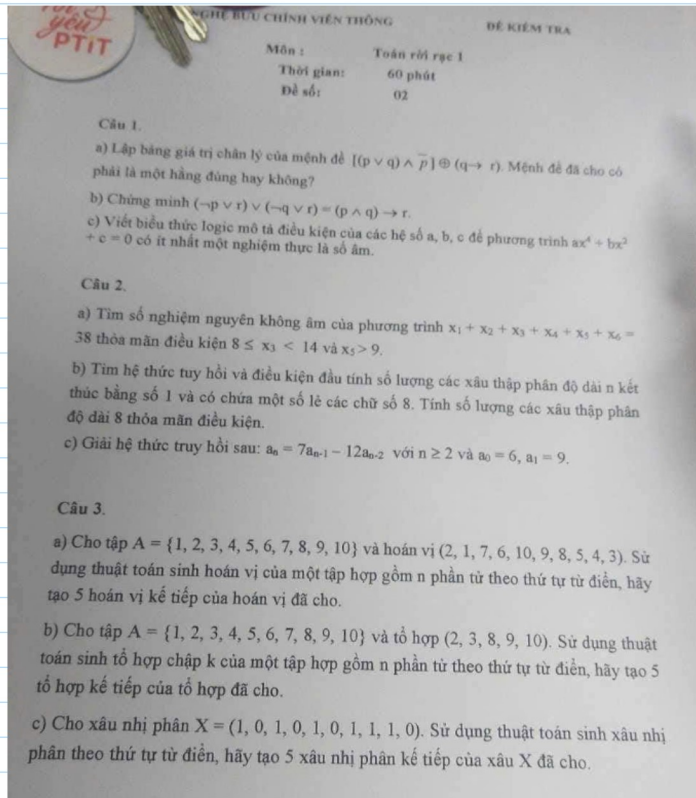 yêu
PTIT
NGHỆ BƯU CHÍNH VIỄN THÔNG
ĐỀ KIỂM TRA
Môn : Toán rời rạc 1
Thời gian: 60 phút
Đề số: 02
Câu 1.
a) Lập bảng giá trị chân lý của mệnh đề [(p ∨ q) ∧ p̅] ⊕ (q→ r). Mệnh đề đã cho có
phải là một hằng đúng hay không?
b) Chứng minh (¬p ∨ r) ∨ (¬q ∨ r) = (p ∧ q) → r.
c) Viết biểu thức logic mô tả điều kiện của các hệ số a, b, c để phương trình ax⁴ + bx²
+ c = 0 có ít nhất một nghiệm thực là số âm.
Câu 2.
a) Tìm số nghiệm nguyên không âm của phương trình x₁ + x₂ + x₃ + x₄ + x₅ + x₆ =
38 thỏa mãn điều kiện 8 ≤ x₃ < 14 và x₅ > 9.
b) Tìm hệ thức tuy hồi và điều kiện đầu tính số lượng các xâu thập phân độ dài n kết
thúc bằng số 1 và có chứa một số lẻ các chữ số 8. Tính số lượng các xâu thập phân
độ dài 8 thỏa mãn điều kiện.
c) Giải hệ thức truy hồi sau: aₙ = 7aₙ₋₁ − 12aₙ₋₂ với n ≥ 2 và a₀ = 6, a₁ = 9.
Câu 3.
a) Cho tập A = {1, 2, 3, 4, 5, 6, 7, 8, 9, 10} và hoán vị (2, 1, 7, 6, 10, 9, 8, 5, 4, 3). Sử
dụng thuật toán sinh hoán vị của một tập hợp gồm n phần tử theo thứ tự từ điển, hãy
tạo 5 hoán vị kế tiếp của hoán vị đã cho.
b) Cho tập A = {1, 2, 3, 4, 5, 6, 7, 8, 9, 10} và tổ hợp (2, 3, 8, 9, 10). Sử dụng thuật
toán sinh tổ hợp chập k của một tập hợp gồm n phần tử theo thứ tự từ điển, hãy tạo 5
tổ hợp kế tiếp của tổ hợp đã cho.
c) Cho xâu nhị phân X = (1, 0, 1, 0, 1, 0, 1, 1, 1, 0). Sử dụng thuật toán sinh xâu nhị
phân theo thứ tự từ điển, hãy tạo 5 xâu nhị phân kế tiếp của xâu X đã cho.